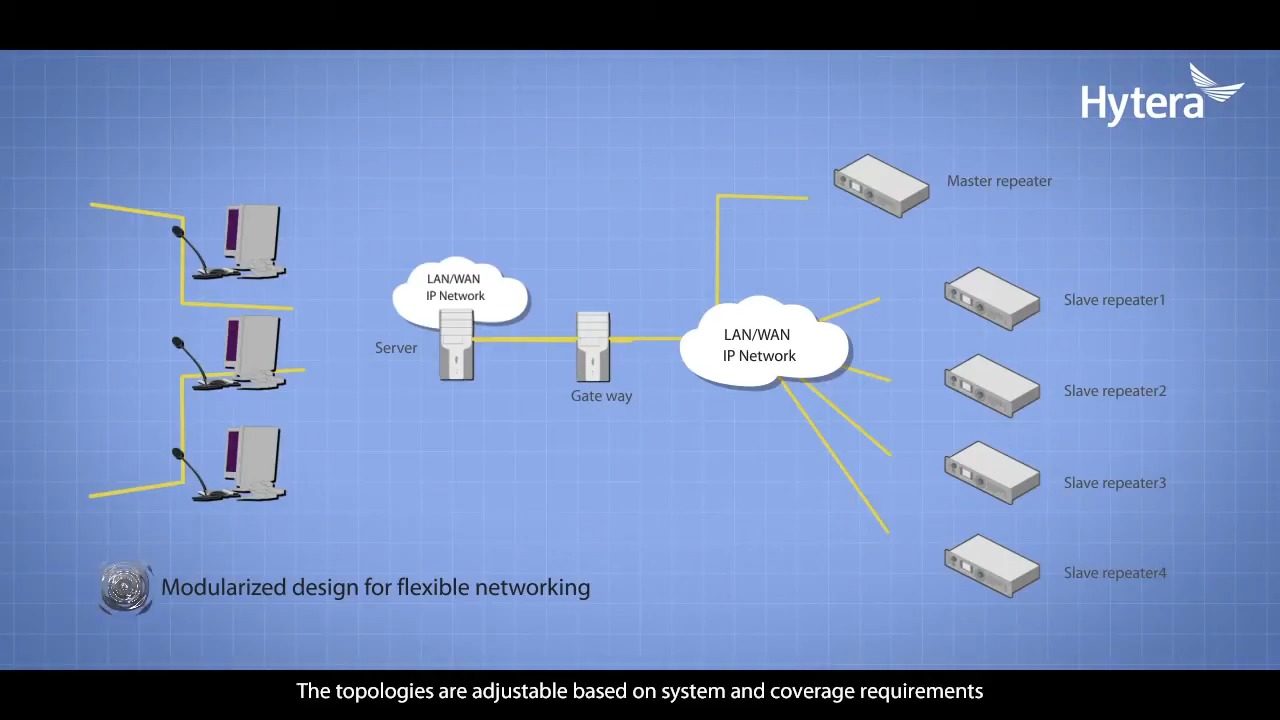 Hytera
Master repeater
LAN/WAN
IP Network
Server
Gate way
LAN/WAN
IP Network
Slave repeater1
Slave repeater2
Slave repeater3
Slave repeater4
Modularized design for flexible networking
The topologies are adjustable based on system and coverage requirements